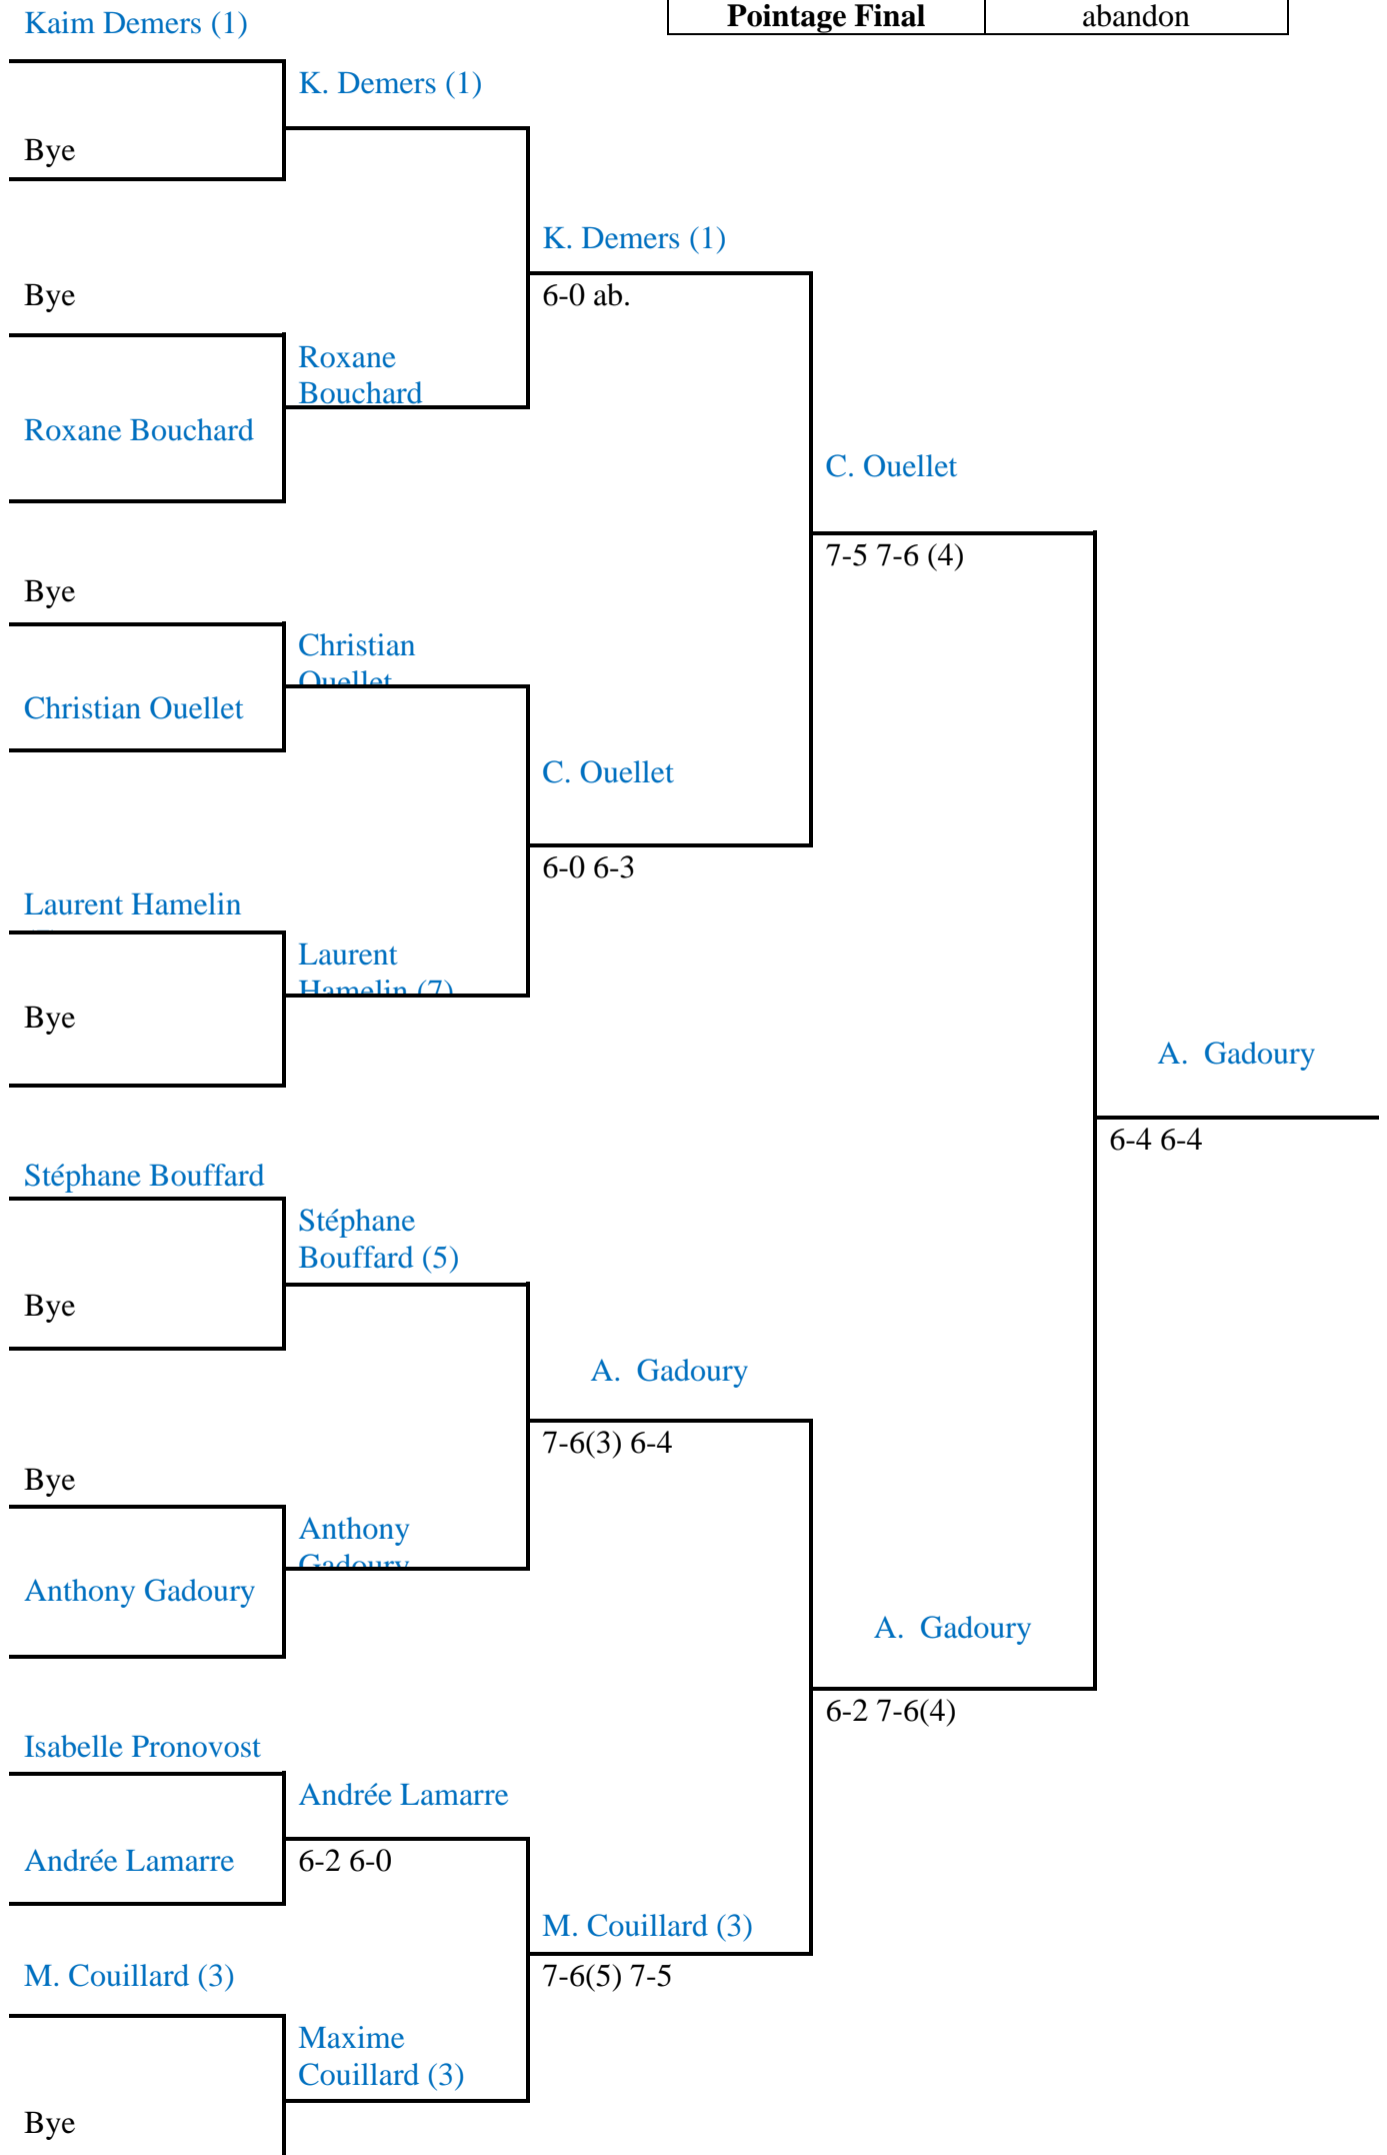 Pointage Final abandon
Kaim Demers (1)
K. Demers (1)
Bye
K. Demers (1)
6-0 ab.
Bye
Roxane
Bouchard
Roxane Bouchard
C. Ouellet
7-5 7-6 (4)
Bye
Christian
Ouellet
Christian Ouellet
C. Ouellet
6-0 6-3
Laurent Hamelin
Laurent
Hamelin (7)
Bye
A. Gadoury
6-4 6-4
Stéphane Bouffard
Stéphane
Bouffard (5)
Bye
A. Gadoury
7-6(3) 6-4
Bye
Anthony
Gadoury
Anthony Gadoury
A. Gadoury
6-2 7-6(4)
Isabelle Pronovost
Andrée Lamarre
Andrée Lamarre
6-2 6-0
M. Couillard (3)
7-6(5) 7-5
M. Couillard (3)
Maxime
Couillard (3)
Bye